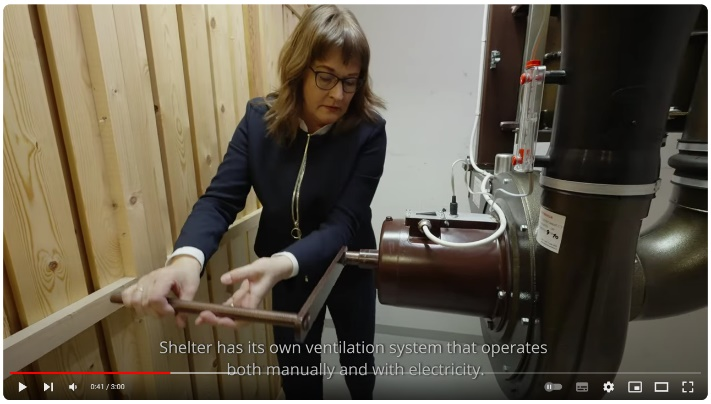 Shelter has its own ventilation system that operates
both manually and with electricity.
0:41 / 3:00